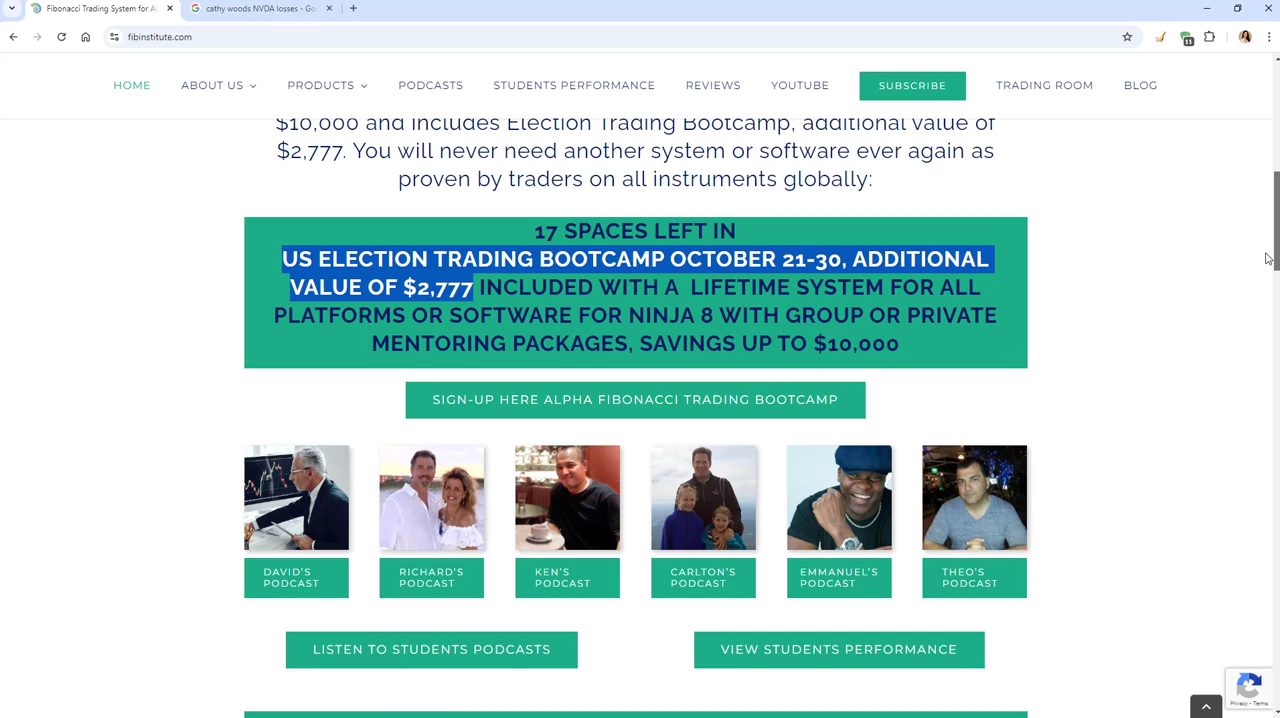 Fibonacci Trading System for A
cathy woods NVDA losses - Go
fibinstitute.com
11
HOME ABOUT US PRODUCTS PODCASTS STUDENTS PERFORMANCE REVIEWS YOUTUBE SUBSCRIBE TRADING ROOM BLOG
$10,000 and includes Election Trading Bootcamp, additional value of
$2,777. You will never need another system or software ever again as
proven by traders on all instruments globally:
17 SPACES LEFT IN
US ELECTION TRADING BOOTCAMP OCTOBER 21-30, ADDITIONAL
VALUE OF $2,777 INCLUDED WITH A LIFETIME SYSTEM FOR ALL
PLATFORMS OR SOFTWARE FOR NINJA 8 WITH GROUP OR PRIVATE
MENTORING PACKAGES, SAVINGS UP TO $10,000
SIGN-UP HERE ALPHA FIBONACCI TRADING BOOTCAMP
DAVID'S
PODCAST
RICHARD'S
PODCAST
KEN'S
PODCAST
CARLTON'S
PODCAST
EMMANUEL'S
PODCAST
THEO'S
PODCAST
LISTEN TO STUDENTS PODCASTS
VIEW STUDENTS PERFORMANCE
Privacy - Terms